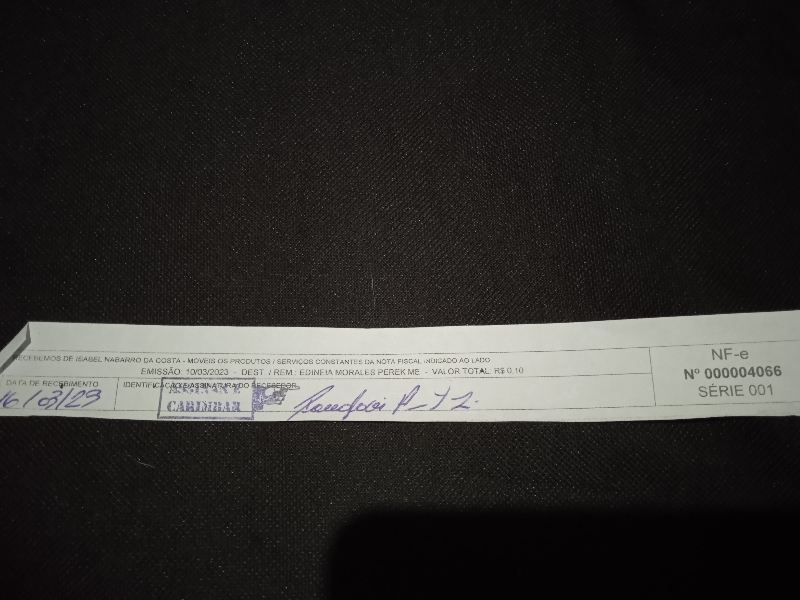 RECEBEMOS DE ISABEL NABARRO DA COSTA - MOVEIS OS PRODUTOS / SERVIÇOS CONSTANTES DA NOTA FISCAL INDICADO AO LADO
EMISSÃO: 10/03/2023 - DEST. / REM.: EDINEIA MORALES PEREK ME - VALOR TOTAL: R$ 0,10
DATA DE RECEBIMENTO
16/03/23
IDENTIFICAÇÃO E ASSINATURA DO RECEBEDOR
ASSINAR E
CARIMBAR
NF-e
Nº 000004066
SÉRIE 001